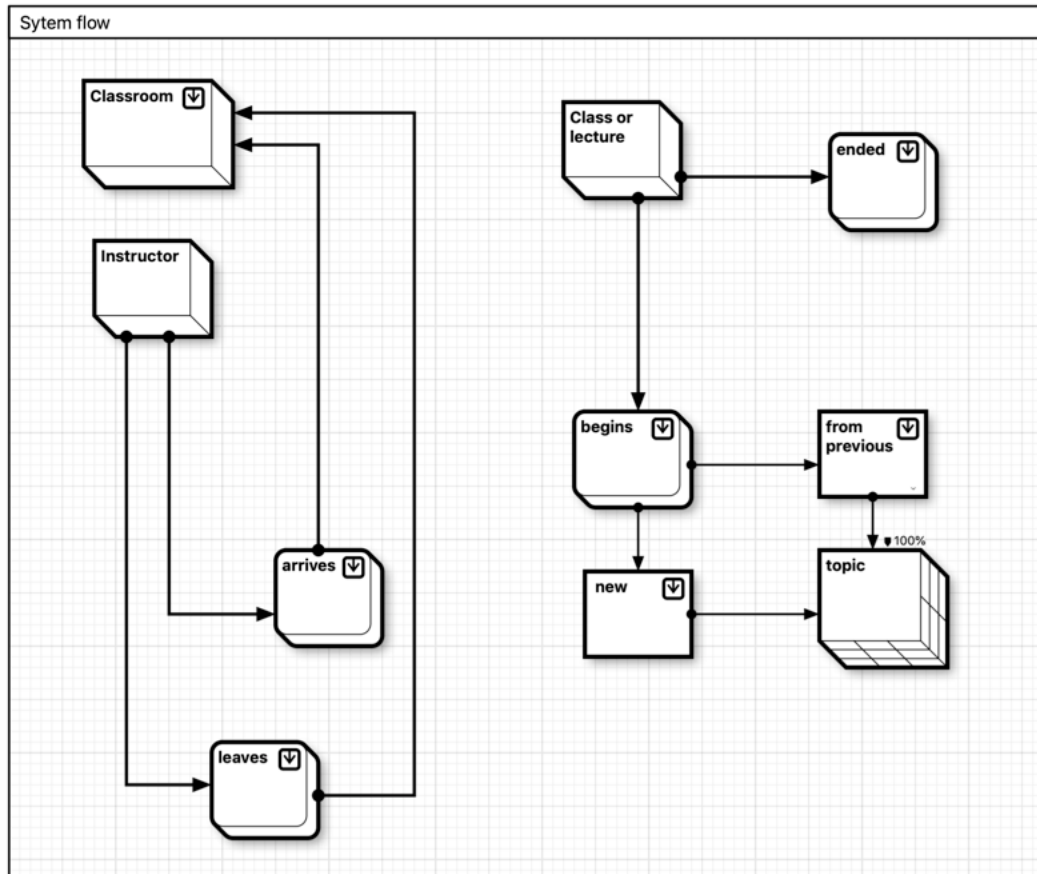 Sytem flow
Classroom
Instructor
arrives
leaves
Class or
lecture
ended
begins
from
previous
new
100%
topic